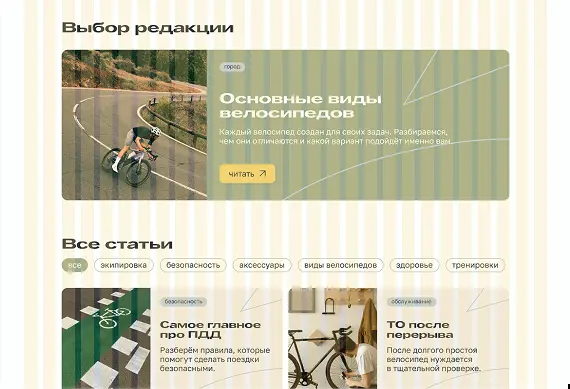 Выбор редакции
город
Основные виды
велосипедов
Каждый велосипед создан для своих задач. Разбираемся,
чем они отличаются и какой вариант подойдёт именно вам.
читать
Все статьи
все
экипировка
безопасность
аксессуары
виды велосипедов
здоровье
тренировки
безопасность
Самое главное
про ПДД
Разберём правила, которые
помогут сделать поездки
безопасными.
обслуживание
ТО после
перерыва
После долгого простоя
велосипед нуждается
в тщательной проверке.